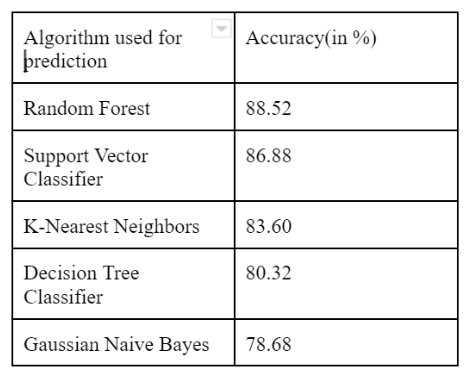 Algorithm used for
prediction
Accuracy(in %)
Random Forest
88.52
Support Vector
Classifier
86.88
K-Nearest Neighbors
83.60
Decision Tree
Classifier
80.32
Gaussian Naive Bayes
78.68